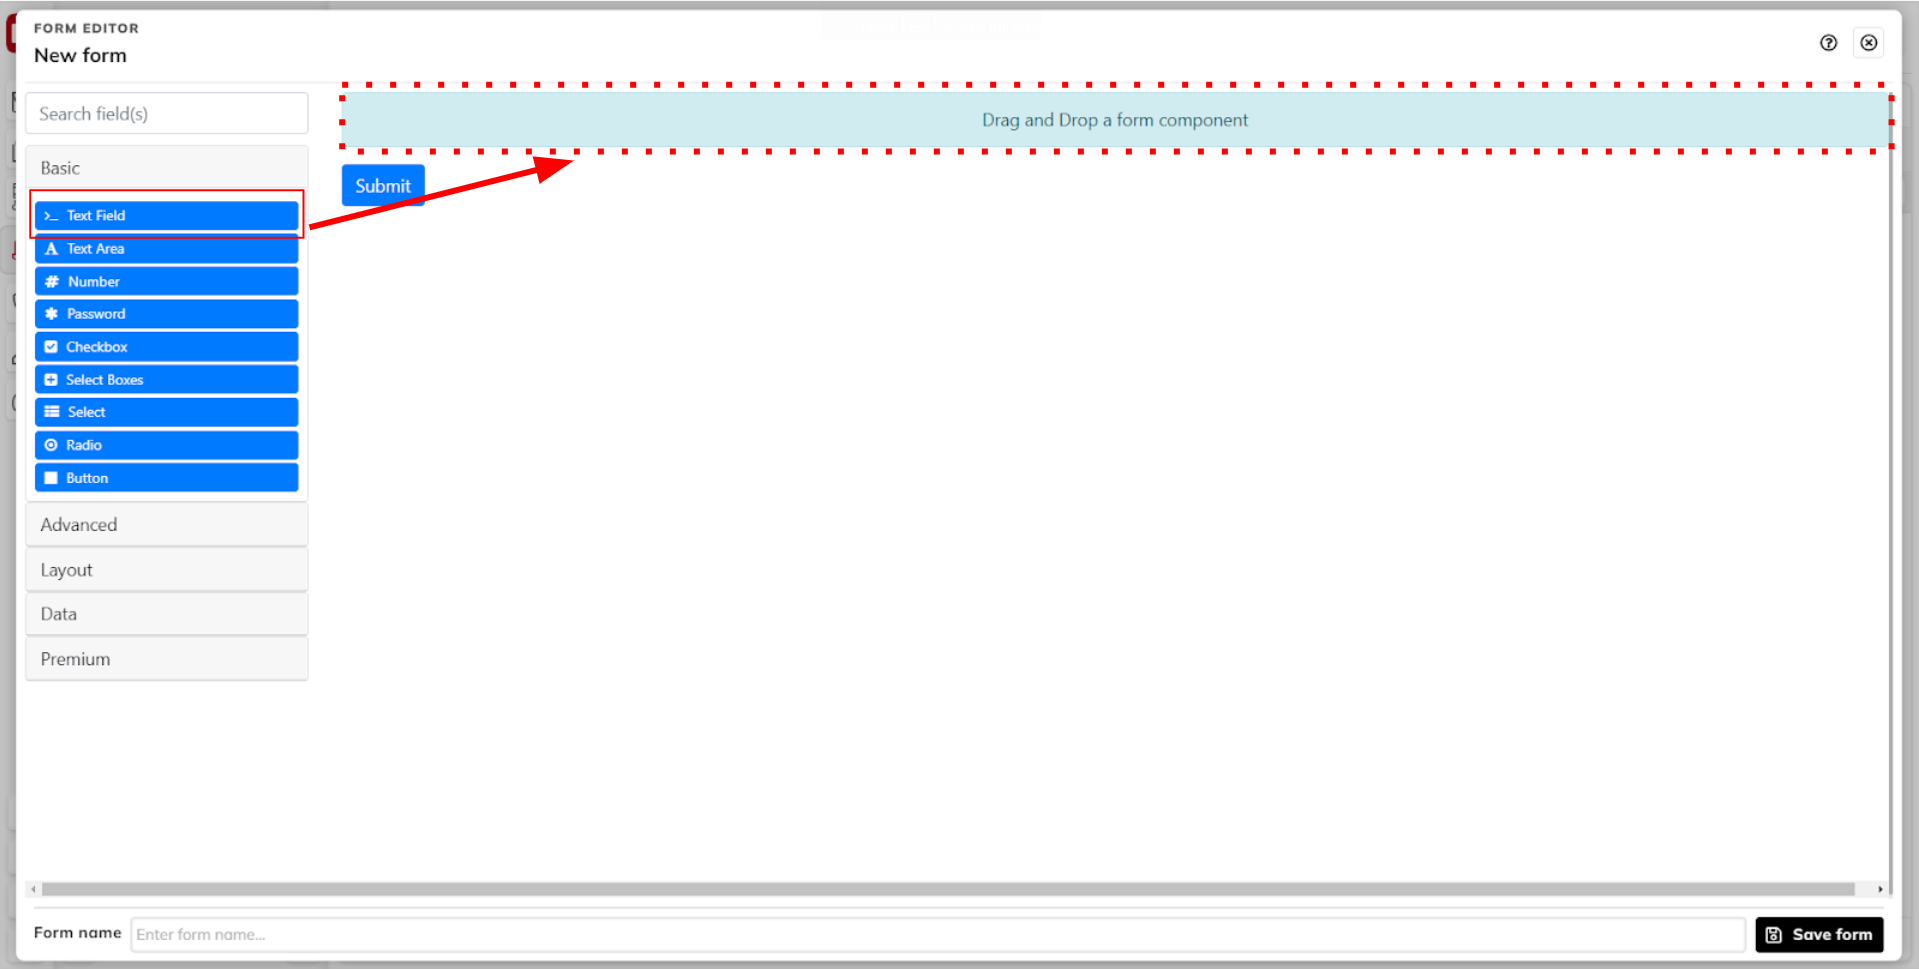 FORM EDITOR
New form
Search field(s)
Drag and Drop a form component
Submit
Basic
Text Field
Text Area
Number
Password
Checkbox
Select Boxes
Select
Radio
Button
Advanced
Layout
Data
Premium
Form name
Enter form name...
Save form